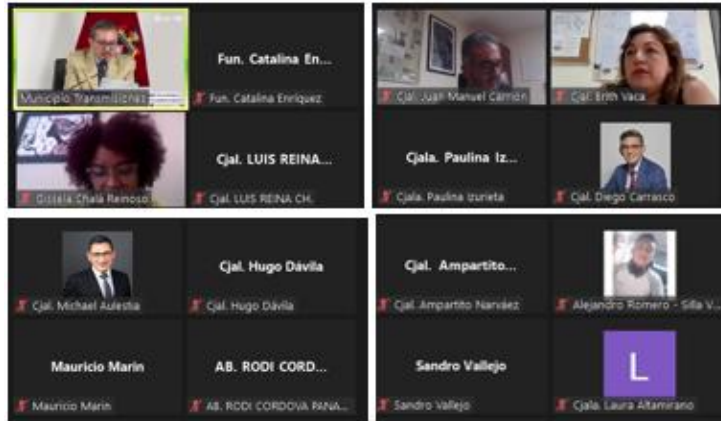 Fun. Catalina En...
Municipio Transmisiones
Fun. Catalina Enríquez
Cjal. LUIS REINA...
Gissela Chalá Reinoso
Cjal. LUIS REINA CH.
Cjal. Juan Manuel Carrión
Cjal. Erith Vaca
Cjala. Paulina Iz...
Cjala. Paulina Izurieta
Cjal. Diego Carrasco
Cjal. Hugo Dávila
Cjal. Michael Aulestia
Cjal. Hugo Dávila
Mauricio Marin
AB. RODI CORD...
Mauricio Marin
AB. RODI CORDOVA PANA...
Cjal. Ampartito...
Cjal. Ampartito Narváez
Alejandro Romero - Silla V...
Sandro Vallejo
L
Sandro Vallejo
Cjala. Laura Altamirano